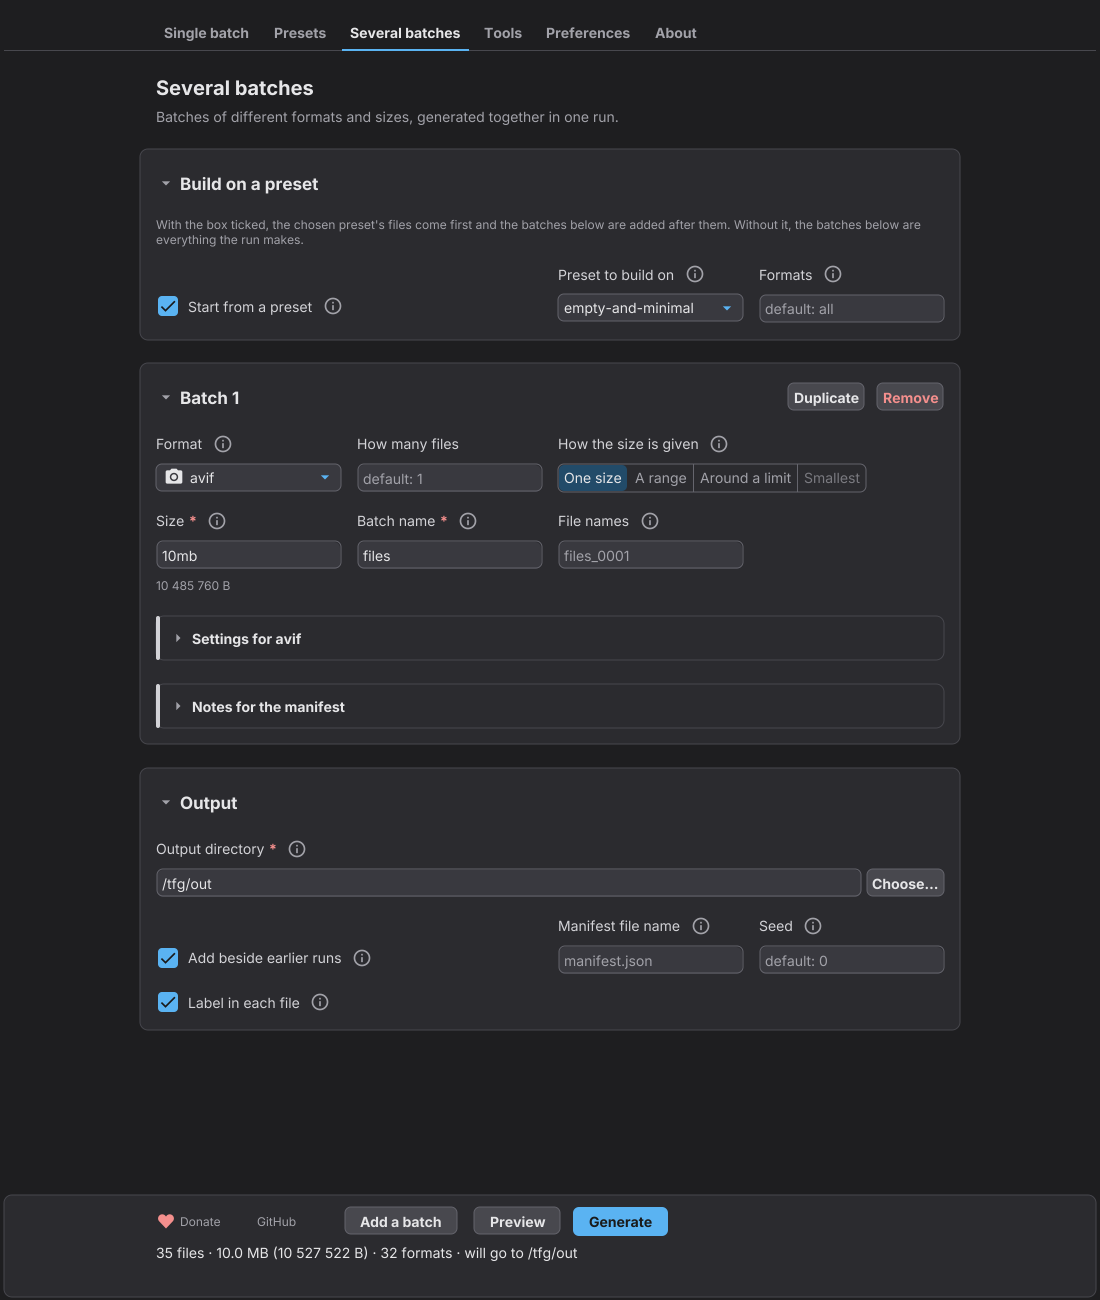 Single batch Presets Several batches Tools Preferences About
Several batches
Batches of different formats and sizes, generated together in one run.
Build on a preset
With the box ticked, the chosen preset's files come first and the batches below are added after them. Without it, the batches below are
everything the run makes.
Preset to build on Formats
Start from a preset empty-and-minimal default: all
Batch 1 Duplicate Remove
Format How many files How the size is given
avif default: 1 One size A range Around a limit Smallest
Size * Batch name * File names
10mb files files_0001
10 485 760 B
Settings for avif
Notes for the manifest
Output
Output directory *
/tfg/out Choose...
Manifest file name Seed
Add beside earlier runs manifest.json default: 0
Label in each file
Donate GitHub Add a batch Preview Generate
35 files · 10.0 MB (10 527 522 B) · 32 formats · will go to /tfg/out